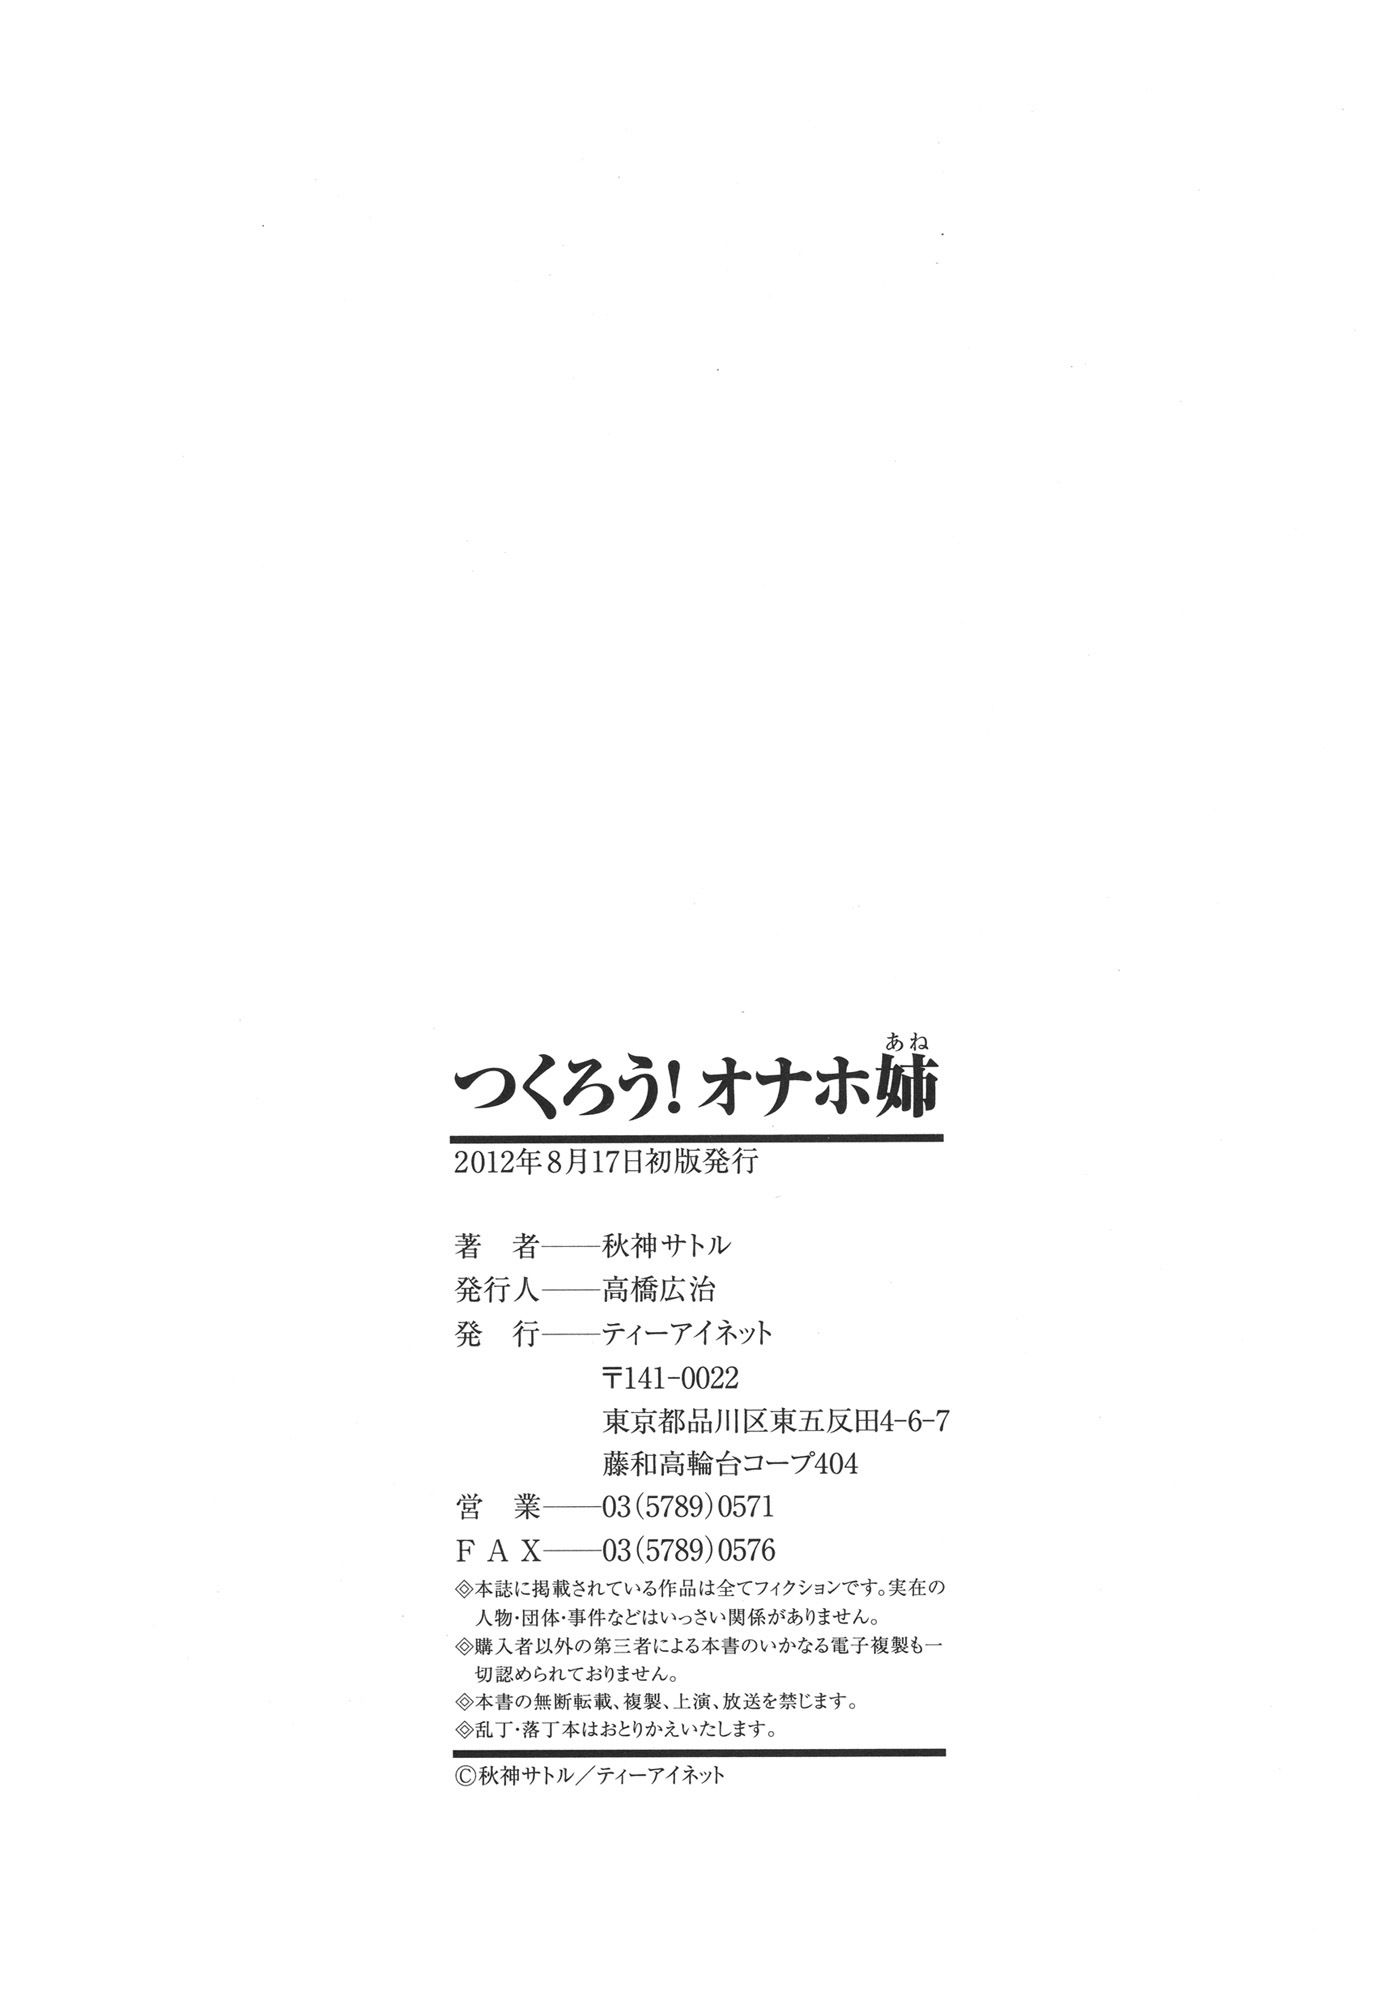 あね
つくろう！オナホ姉
2012年8月17日初版発行
著　者――秋神サトル
発行人――高橋広治
発　行――ティーアイネット
〒141-0022
東京都品川区東五反田4-6-7
藤和高輪台コープ404
営　業――03(5789)0571
ＦＡＸ――03(5789)0576
◈本誌に掲載されている作品は全てフィクションです。実在の
人物・団体・事件などはいっさい関係がありません。
◈購入者以外の第三者による本書のいかなる電子複製も一
切認められておりません。
◈本書の無断転載、複製、上演、放送を禁じます。
◈乱丁・落丁本はおとりかえいたします。
©秋神サトル／ティーアイネット